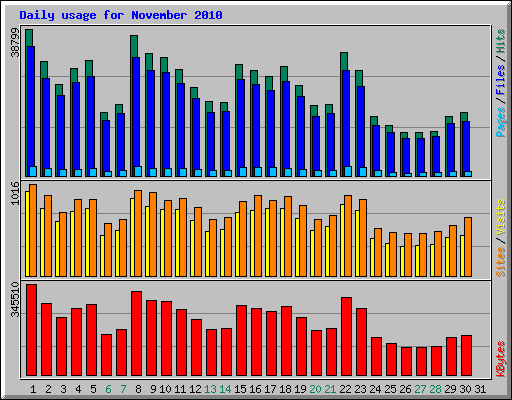 Daily usage for November 2010
38799
Pages / Files / Hits
1016
Sites / Visits
345510
KBytes
1 2 3 4 5 6 7 8 9 10 11 12 13 14 15 16 17 18 19 20 21 22 23 24 25 26 27 28 29 30 31